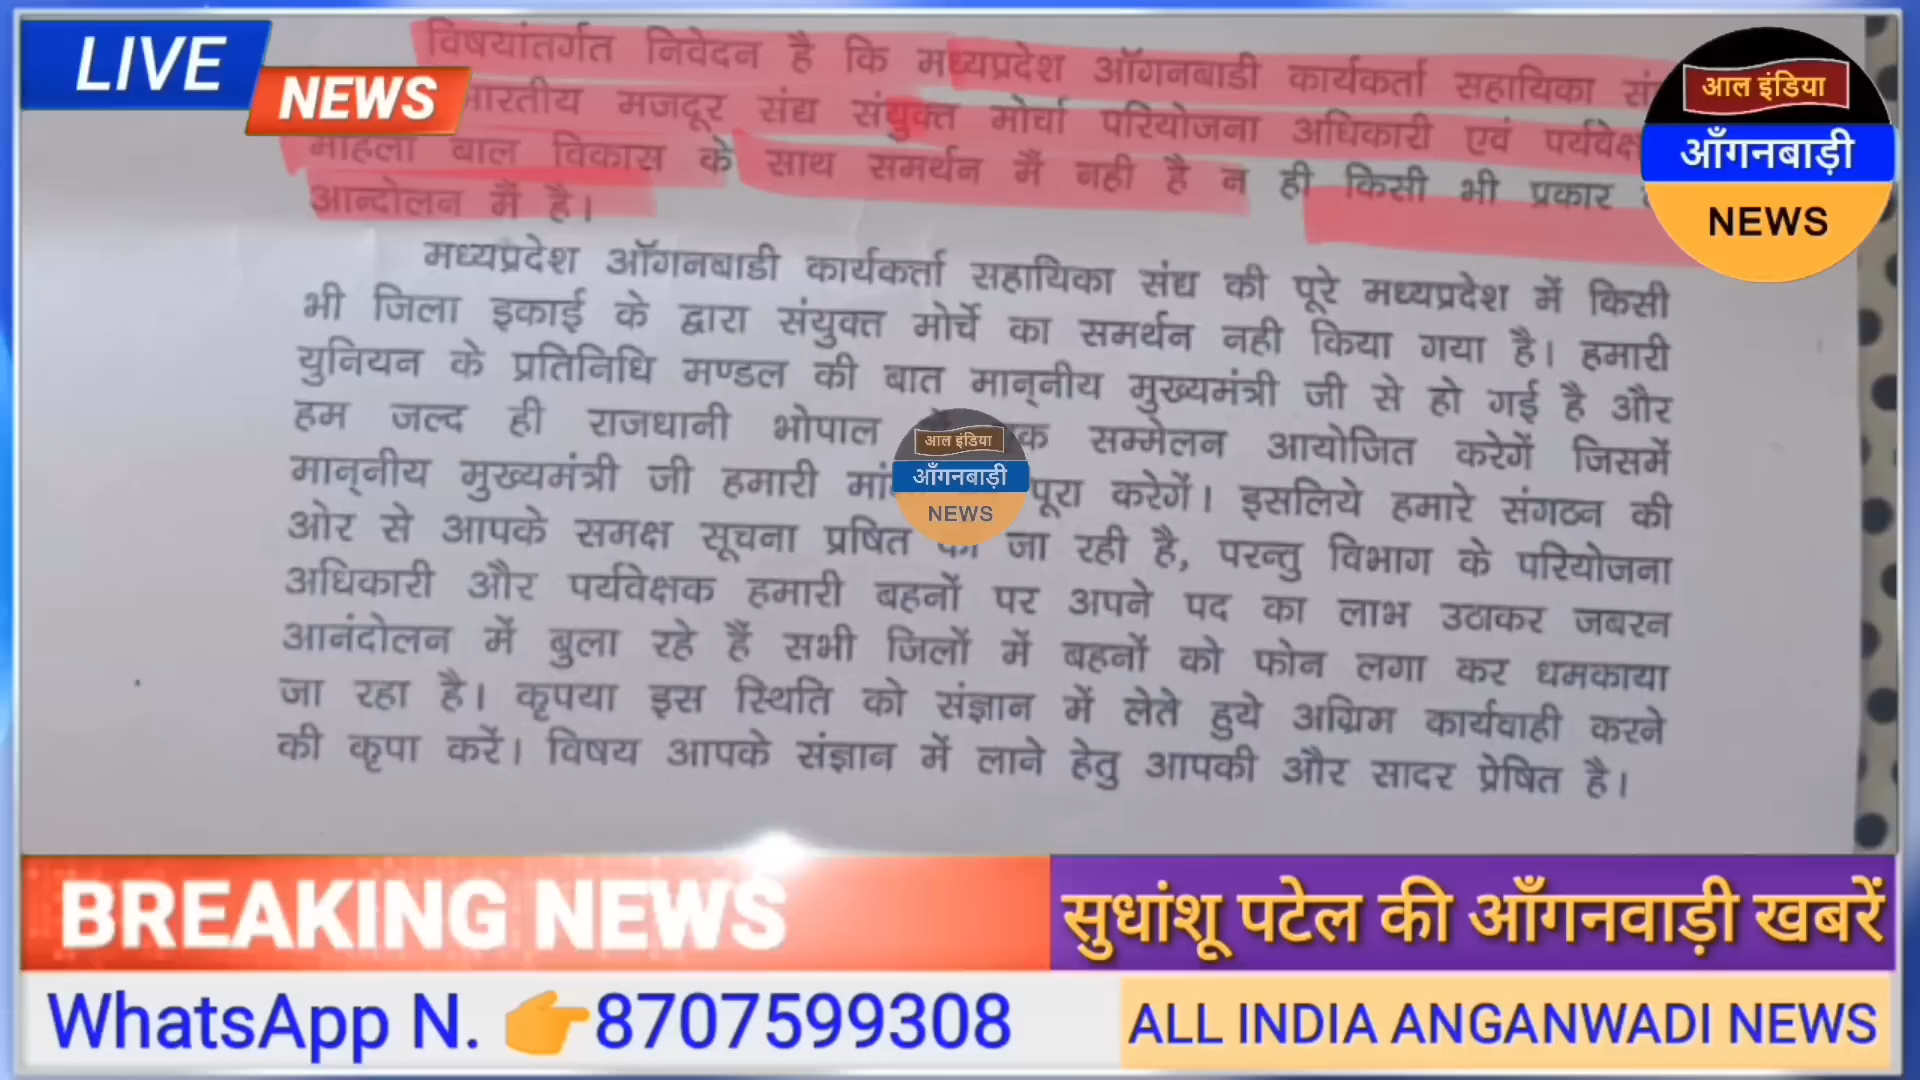 LIVE
NEWS
विषयांतर्गत निवेदन है कि मध्यप्रदेश ऑगनबाडी कार्यकर्ता सहायिका
भारतीय मजदूर संघ संयुक्त मोर्चा परियोजना अधिकारी एवं
महिला बाल विकास के साथ समर्थन मैं नही है न ही किसी भी प्रकार
आन्दोलन मैं है।
मध्यप्रदेश ऑगनबाडी कार्यकर्ता सहायिका संघ की पूरे मध्यप्रदेश में किसी
भी जिला इकाई के द्वारा संयुक्त मोर्चे का समर्थन नही किया गया है। हमारी
युनियन के प्रतिनिधि मण्डल की बात मान्‌नीय मुख्यमंत्री जी से हो गई है और
हम जल्द ही राजधानी भोपाल सम्मेलन आयोजित करेगें जिसमें
मान्‌नीय मुख्यमंत्री जी हमारी पूरा करेगें। इसलिये हमारे संगठन की
ओर से आपके समक्ष सूचना प्रषित जा रही है, परन्तु विभाग के परियोजना
अधिकारी और पर्यवेक्षक हमारी बहनों पर अपने पद का लाभ उठाकर जबरन
आनंदोलन में बुला रहे हैं सभी जिलों में बहनों को फोन लगा कर धमकाया
जा रहा है। कृपया इस स्थिति को संज्ञान में लेते हुये अग्रिम कार्यवाही करने
की कृपा करें। विषय आपके संज्ञान में लाने हेतु आपकी और सादर प्रेषित है।
आल इंडिया
आँगनबाड़ी
NEWS
आल इंडिया
आँगनबाड़ी
NEWS
BREAKING NEWS
सुधांशू पटेल की आँगनवाड़ी खबरें
WhatsApp N. 👉8707599308
ALL INDIA ANGANWADI NEWS